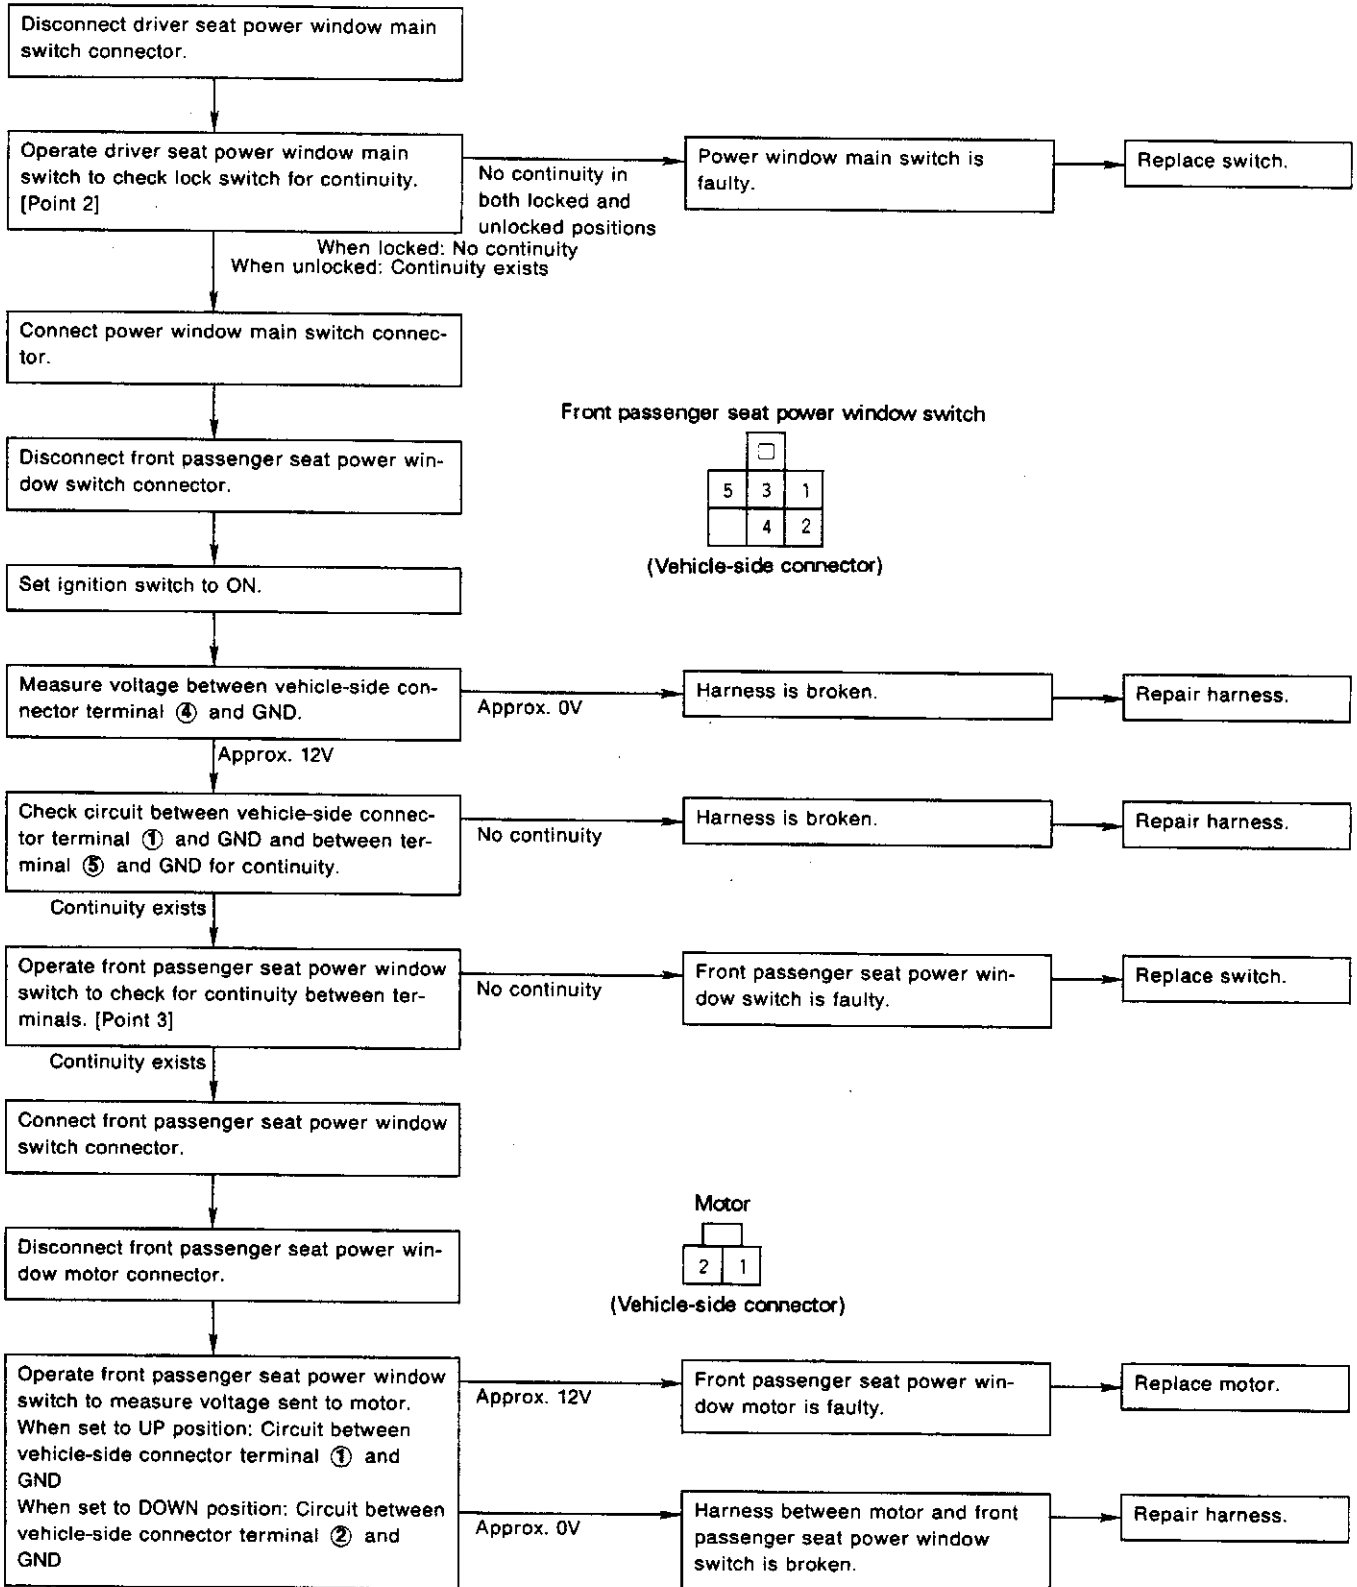 Disconnect driver seat power window main
switch connector.
Operate driver seat power window main
switch to check lock switch for continuity.
[Point 2]
No continuity in
both locked and
unlocked positions
Power window main switch is
faulty.
Replace switch.
When locked: No continuity
When unlocked: Continuity exists
Connect power window main switch connec-
tor.
Disconnect front passenger seat power win-
dow switch connector.
Front passenger seat power window switch
5 3 1
4 2
(Vehicle-side connector)
Set ignition switch to ON.
Measure voltage between vehicle-side con-
nector terminal ④ and GND.
Approx. 0V
Harness is broken.
Repair harness.
Approx. 12V
Check circuit between vehicle-side connec-
tor terminal ① and GND and between ter-
minal ⑤ and GND for continuity.
No continuity
Harness is broken.
Repair harness.
Continuity exists
Operate front passenger seat power window
switch to check for continuity between ter-
minals. [Point 3]
No continuity
Front passenger seat power win-
dow switch is faulty.
Replace switch.
Continuity exists
Connect front passenger seat power window
switch connector.
Disconnect front passenger seat power win-
dow motor connector.
Motor
2 1
(Vehicle-side connector)
Operate front passenger seat power window
switch to measure voltage sent to motor.
When set to UP position: Circuit between
vehicle-side connector terminal ① and
GND
When set to DOWN position: Circuit between
vehicle-side connector terminal ② and
GND
Approx. 12V
Front passenger seat power win-
dow motor is faulty.
Replace motor.
Approx. 0V
Harness between motor and front
passenger seat power window
switch is broken.
Repair harness.